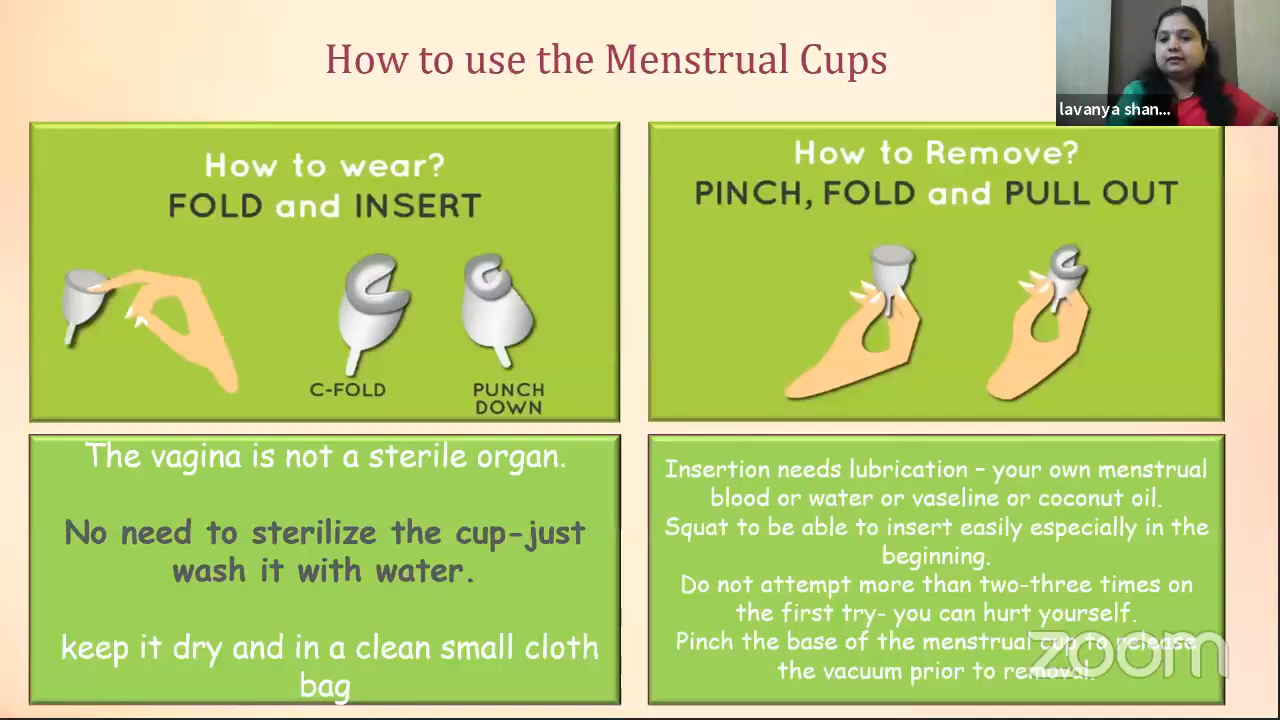 How to use the Menstrual Cups
lavanya shan...
How to wear?
FOLD and INSERT
C-FOLD
PUNCH
DOWN
How to Remove?
PINCH, FOLD and PULL OUT
The vagina is not a sterile organ.
No need to sterilize the cup-just
wash it with water.
keep it dry and in a clean small cloth
bag
Insertion needs lubrication – your own menstrual
blood or water or vaseline or coconut oil.
Squat to be able to insert easily especially in the
beginning.
Do not attempt more than two-three times on
the first try- you can hurt yourself.
Pinch the base of the menstrual cup to release
the vacuum prior to removal.
zoom